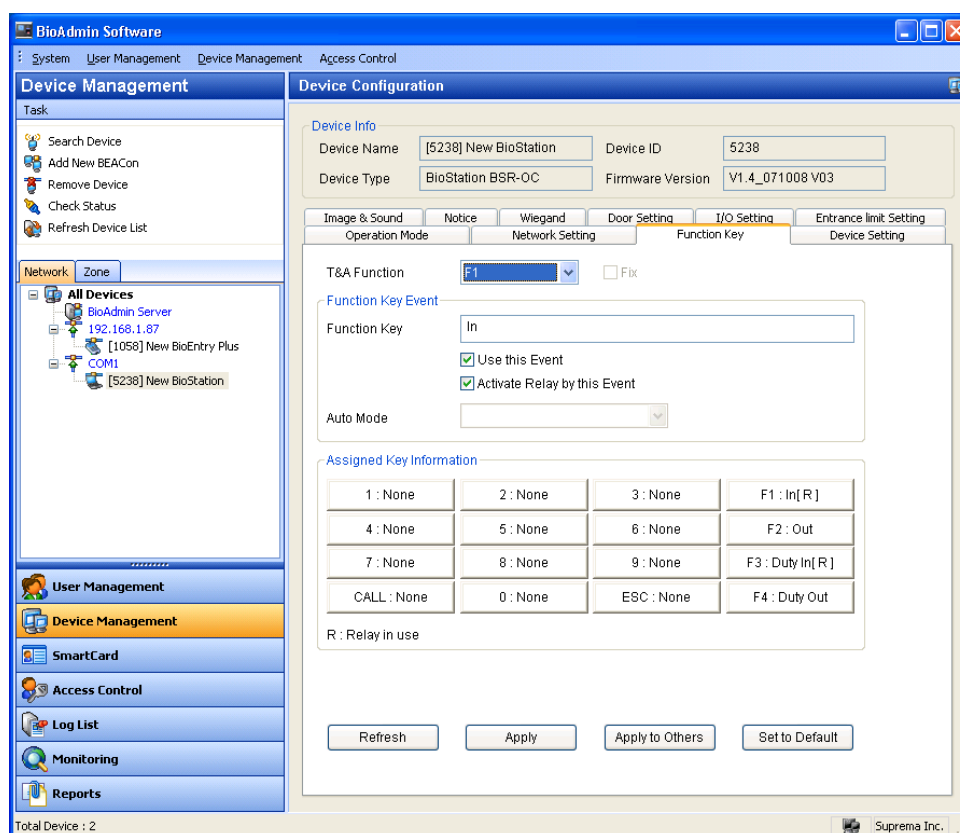 BioAdmin Software
System User Management Device Management Access Control
Device Management
Task
Search Device
Add New BEACon
Remove Device
Check Status
Refresh Device List
Network Zone
All Devices
BioAdmin Server
192.168.1.87
[1058] New BioEntry Plus
COM1
[5238] New BioStation
User Management
Device Management
SmartCard
Access Control
Log List
Monitoring
Reports
Device Configuration
Device Info
Device Name [5238] New BioStation Device ID 5238
Device Type BioStation BSR-OC Firmware Version V1.4_071008 V03
Image & Sound Notice Wiegand Door Setting I/O Setting Entrance limit Setting
Operation Mode Network Setting Function Key Device Setting
T&A Function F1 Fix
Function Key Event
Function Key In
Use this Event
Activate Relay by this Event
Auto Mode
Assigned Key Information
1 : None 2 : None 3 : None F1 : In[ R ]
4 : None 5 : None 6 : None F2 : Out
7 : None 8 : None 9 : None F3 : Duty In[ R ]
CALL : None 0 : None ESC : None F4 : Duty Out
R : Relay in use
Refresh Apply Apply to Others Set to Default
Total Device : 2 Suprema Inc.